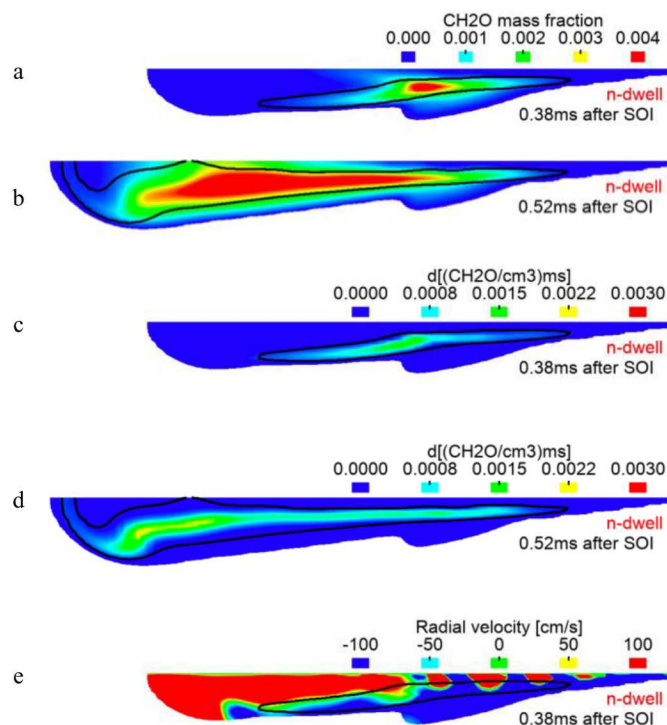 CH2O mass fraction
0.000 0.001 0.002 0.003 0.004
a
n-dwell
0.38ms after SOI
b
n-dwell
0.52ms after SOI
d[(CH2O/cm3)ms]
0.0000 0.0008 0.0015 0.0022 0.0030
c
n-dwell
0.38ms after SOI
d[(CH2O/cm3)ms]
0.0000 0.0008 0.0015 0.0022 0.0030
d
n-dwell
0.52ms after SOI
Radial velocity [cm/s]
-100 -50 0 50 100
e
n-dwell
0.38ms after SOI